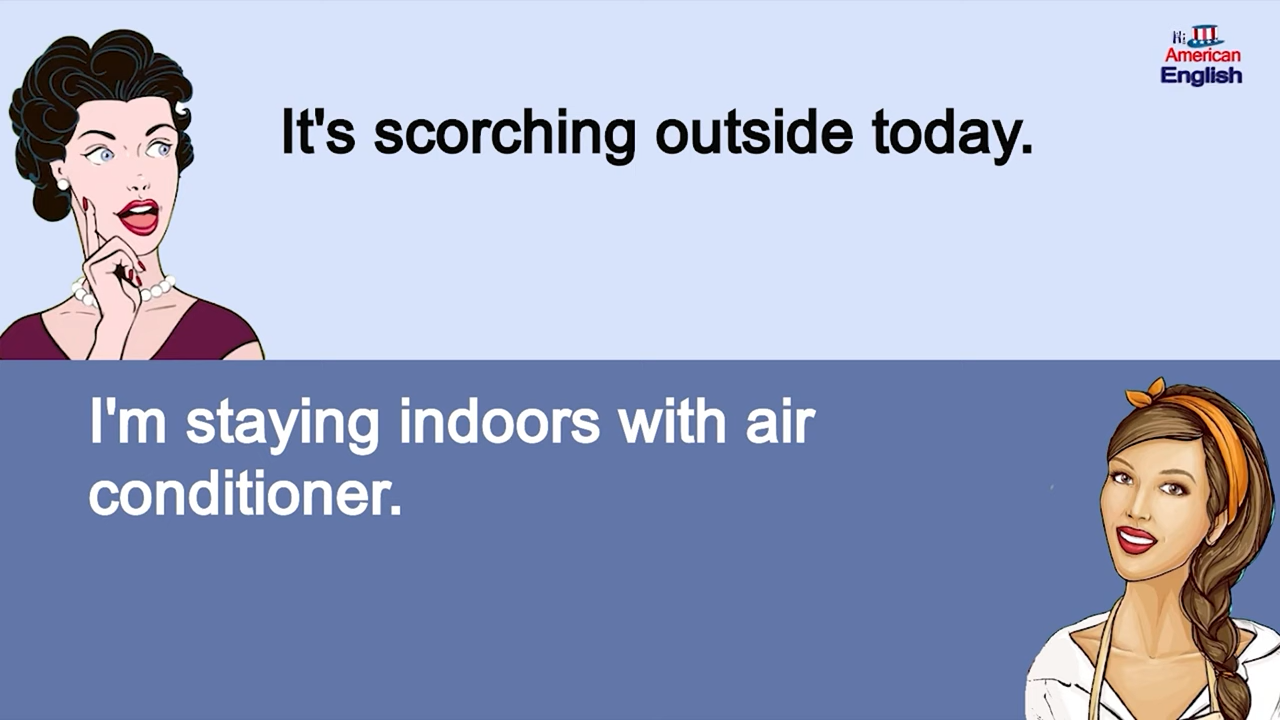 Hi
American
English
It's scorching outside today.
I'm staying indoors with air
conditioner.